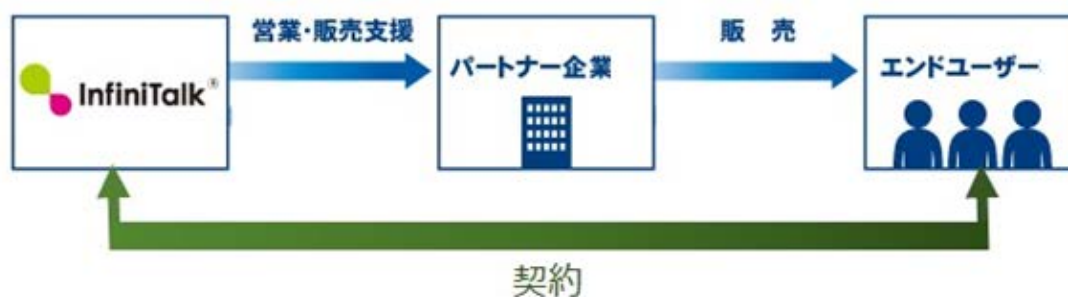 営業・販売支援
販 売
InfiniTalk®
パートナー企業
エンドユーザー
契約